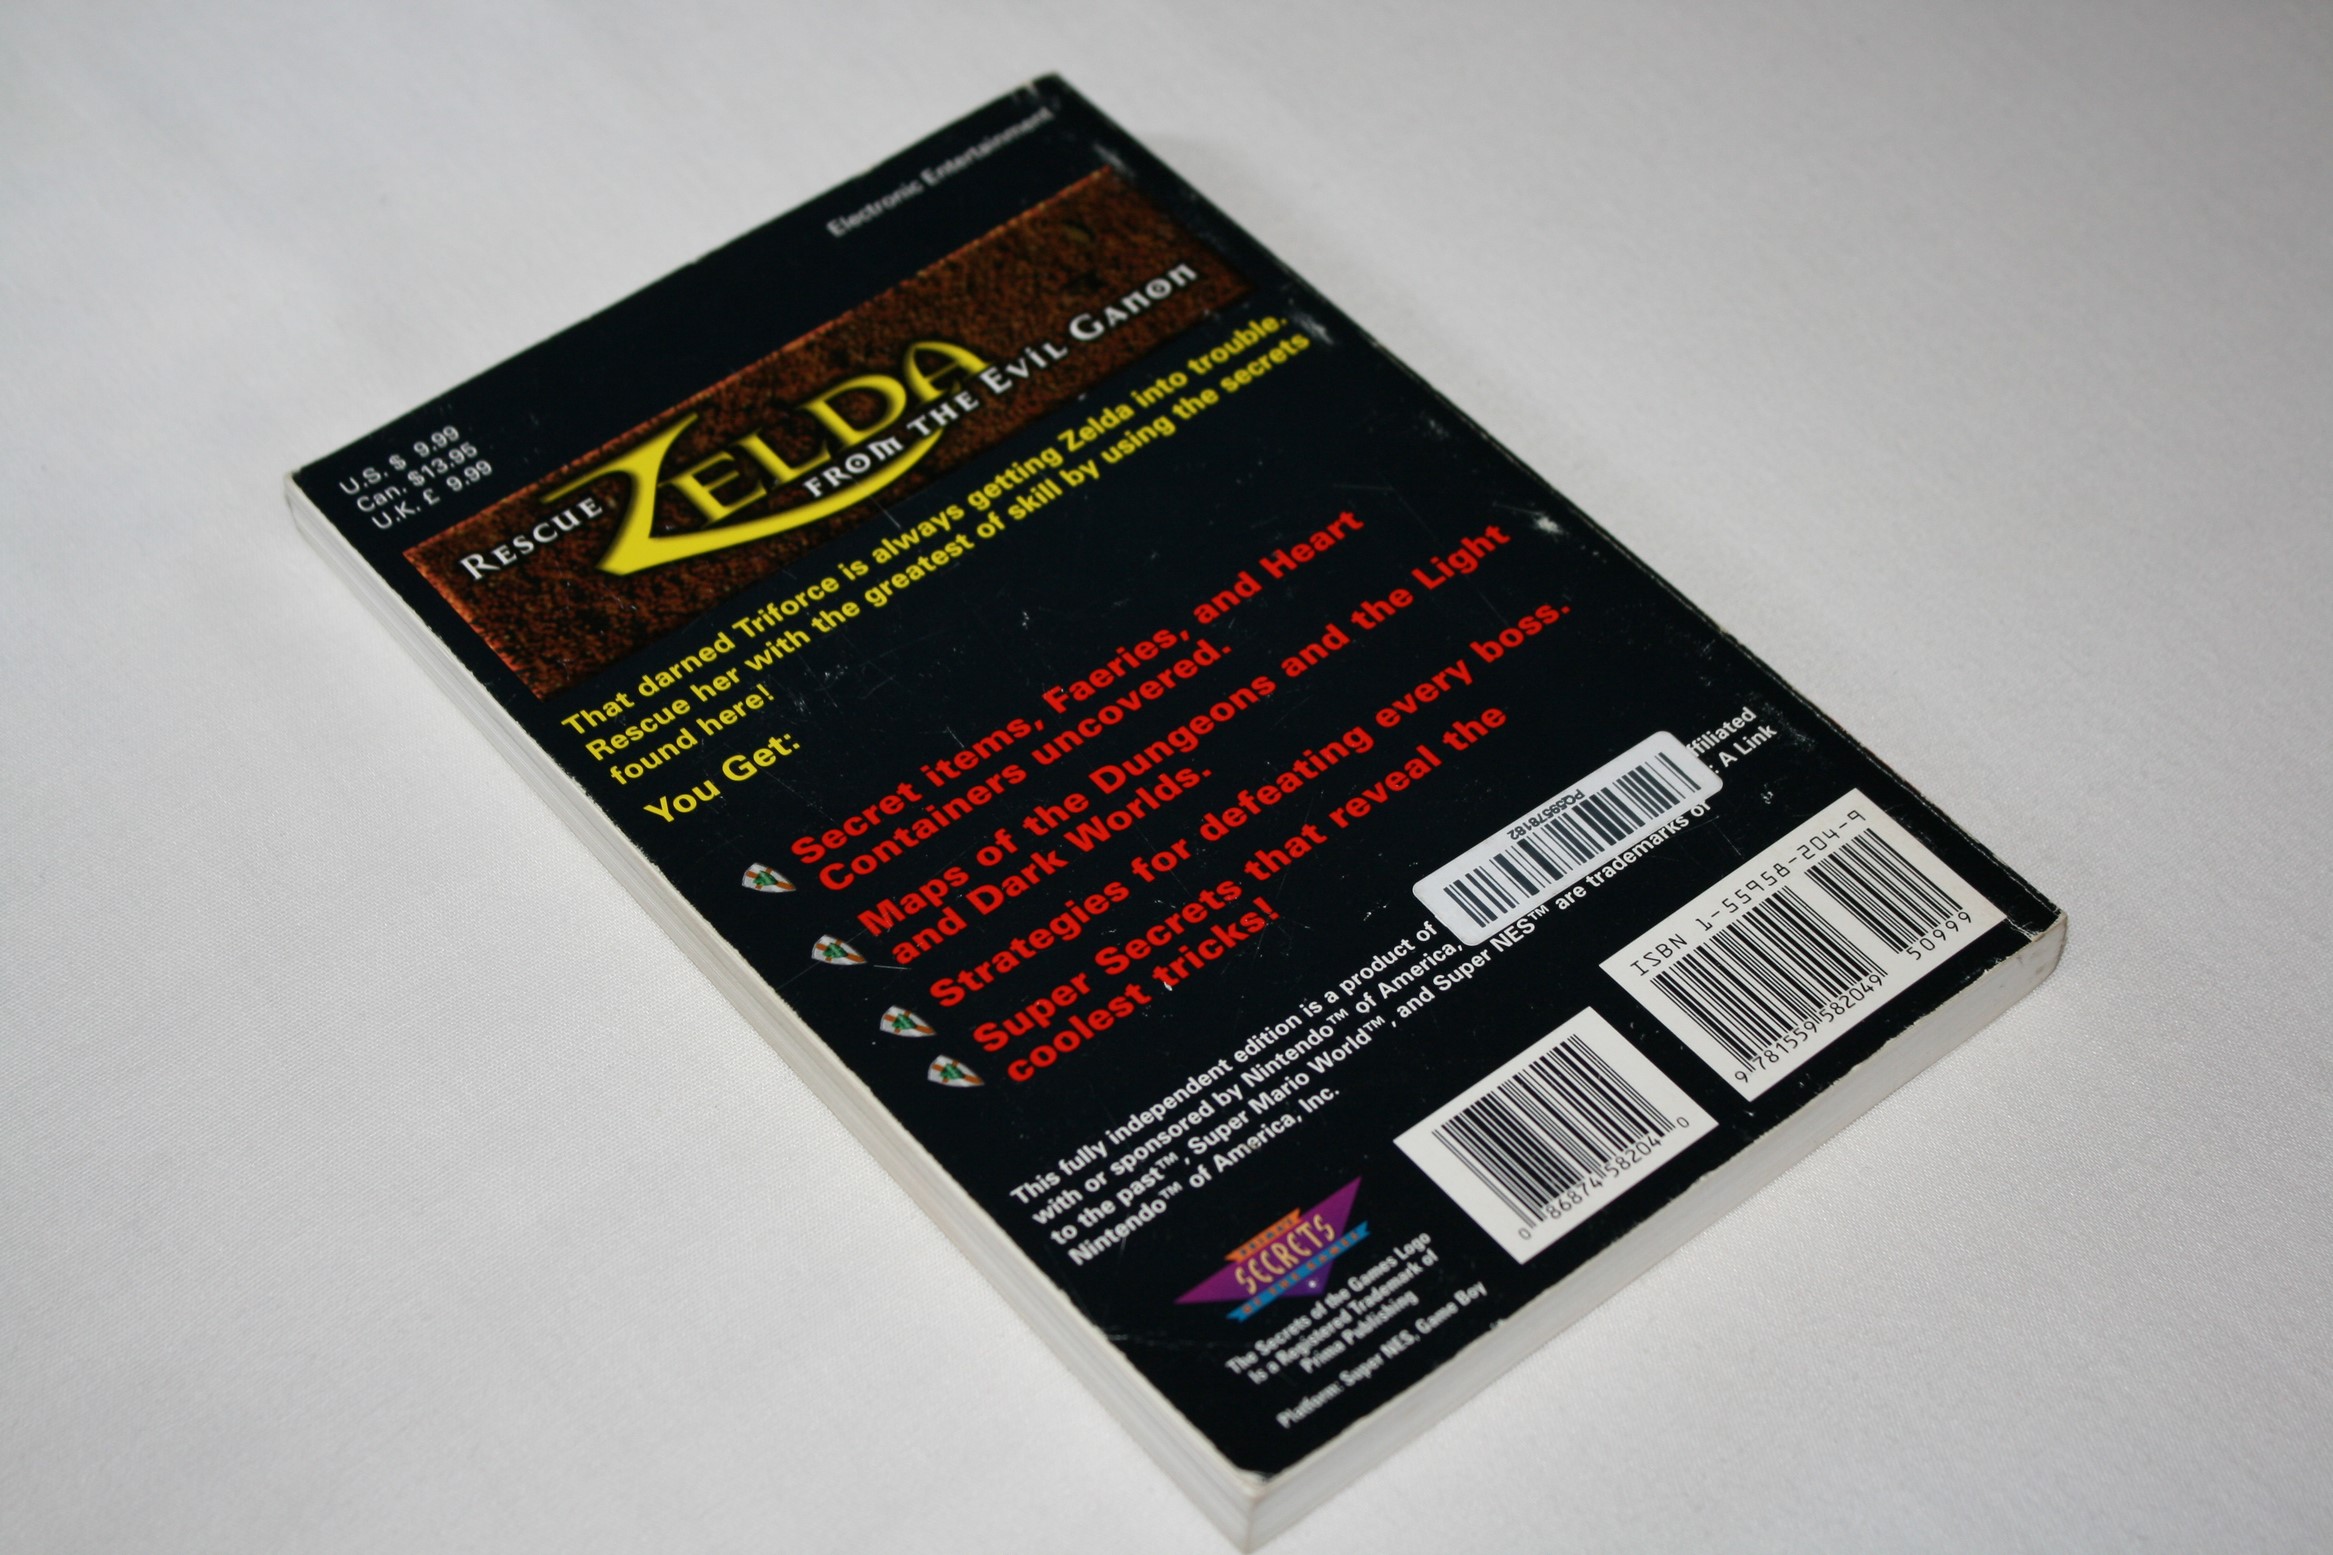 Electronic Entertainment
U.S. $ 9.99
Can. $13.95
U.K. £ 9.99
RESCUE ZELDA FROM THE EVIL GANON
That darned Triforce is always getting Zelda into trouble.
Rescue her with the greatest of skill by using the secrets
found here!
You Get:
Secret items, Faeries, and Heart
Containers uncovered.
Maps of the Dungeons and the Light
and Dark Worlds.
Strategies for defeating every boss.
Super Secrets that reveal the
coolest tricks!
This fully independent edition is a product of
with or sponsored by Nintendo™ of America, : A Link
to the past™, Super Mario World™, and Super NES™ are trademarks of
Nintendo™ of America, Inc.
PQ59578182
ISBN 1-55958-204-9
9 781559 582049
50999
0 86874 58204 0
SECRETS
OF THE GAMES
The Secrets of the Games Logo
is a Registered Trademark of
Prima Publishing
Platform: Super NES, Game Boy